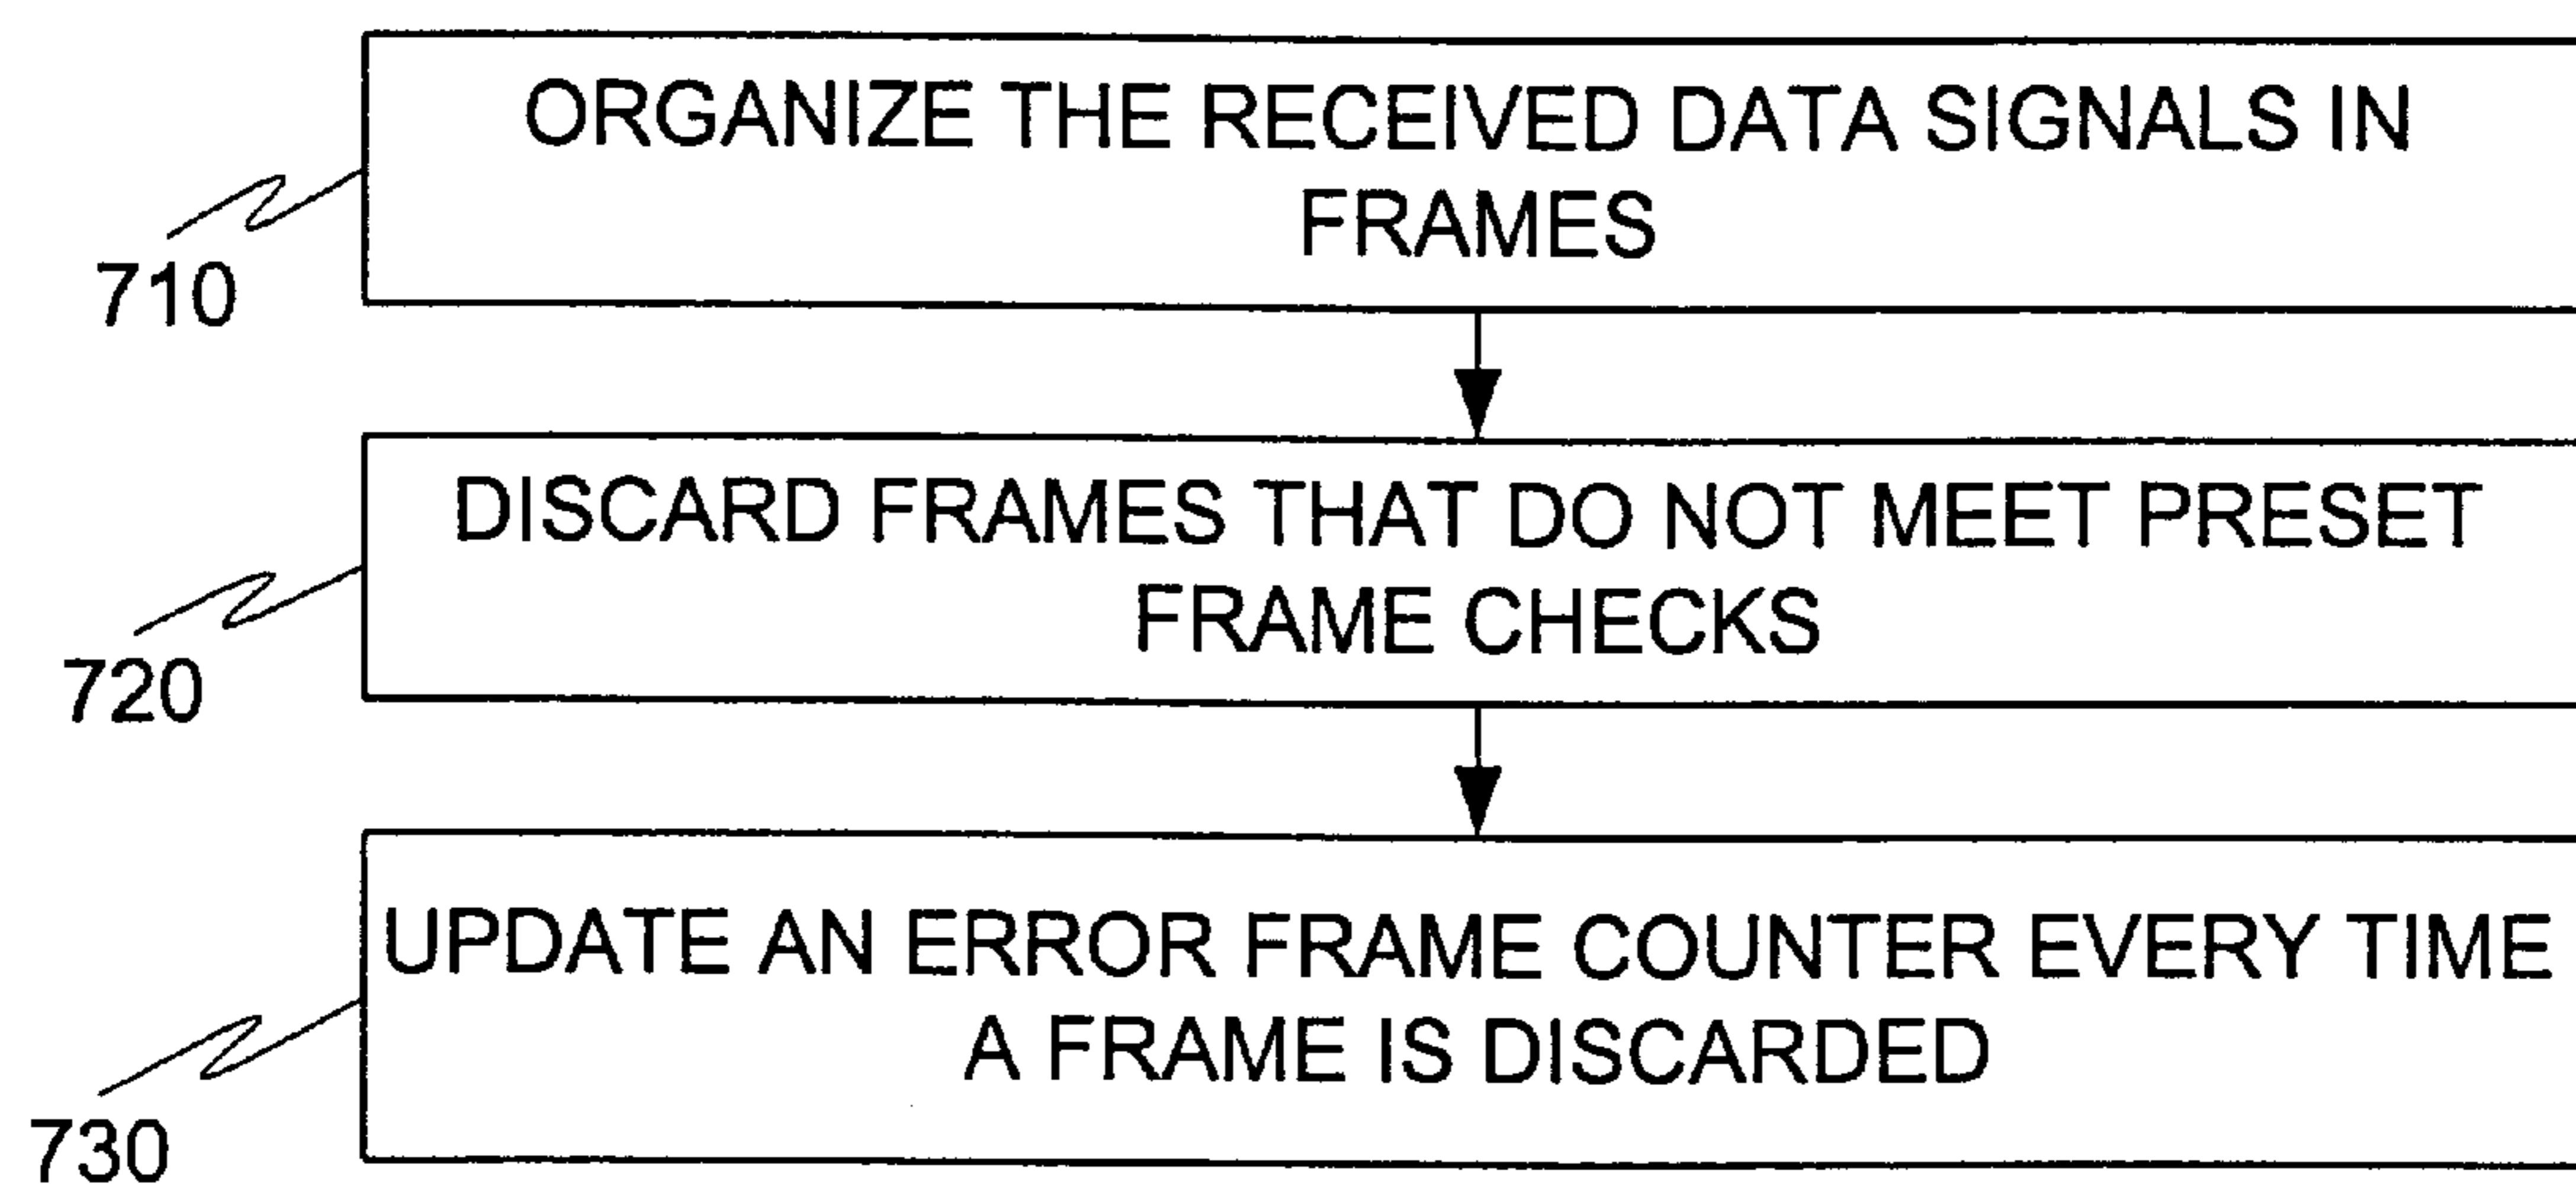 ORGANIZE THE RECEIVED DATA SIGNALS IN
FRAMES
710
DISCARD FRAMES THAT DO NOT MEET PRESET
FRAME CHECKS
720
UPDATE AN ERROR FRAME COUNTER EVERY TIME
A FRAME IS DISCARDED
730